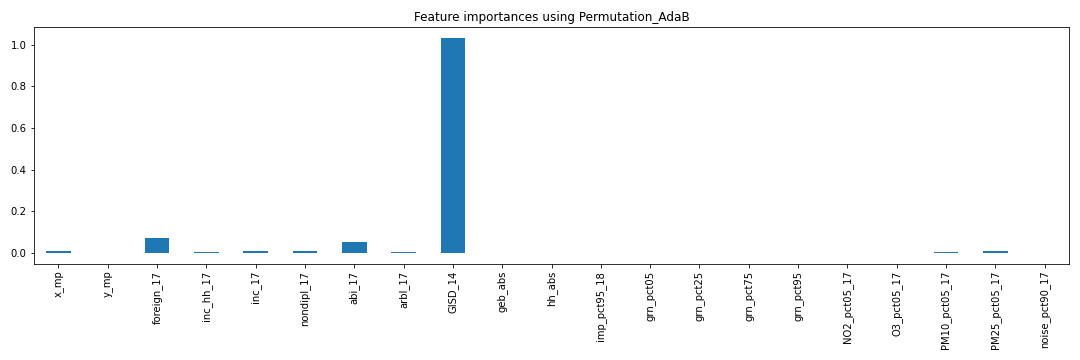 Feature importances using Permutation_AdaB
1.0
0.8
0.6
0.4
0.2
0.0
x_mp
y_mp
foreign_17
inc_hh_17
inc_17
nondipl_17
abi_17
arbl_17
GISD_14
geb_abs
hh_abs
imp_pct95_18
grn_pct05
grn_pct25
grn_pct75
grn_pct95
NO2_pct05_17
O3_pct05_17
PM10_pct05_17
PM25_pct05_17
noise_pct90_17